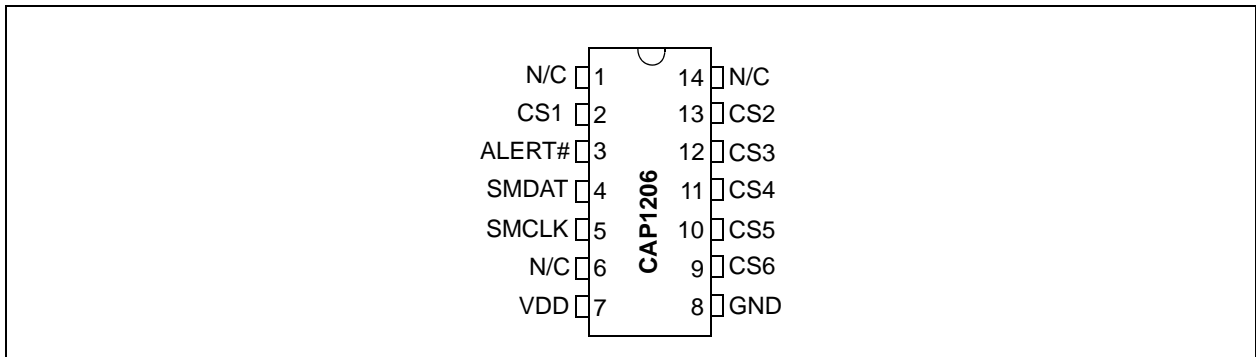 N/C 1 14 N/C
CS1 2 13 CS2
ALERT# 3 12 CS3
SMDAT 4 11 CS4
SMCLK 5 10 CS5
N/C 6 9 CS6
VDD 7 8 GND
CAP1206